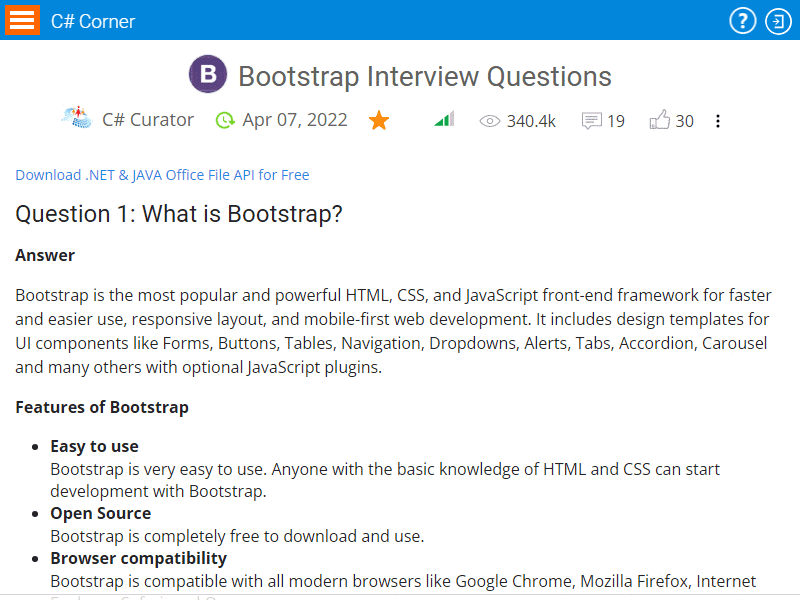 C# Corner
B Bootstrap Interview Questions
C# Curator Apr 07, 2022 340.4k 19 30
Download .NET & JAVA Office File API for Free
Question 1: What is Bootstrap?
Answer
Bootstrap is the most popular and powerful HTML, CSS, and JavaScript front-end framework for faster
and easier use, responsive layout, and mobile-first web development. It includes design templates for
UI components like Forms, Buttons, Tables, Navigation, Dropdowns, Alerts, Tabs, Accordion, Carousel
and many others with optional JavaScript plugins.
Features of Bootstrap
Easy to use
Bootstrap is very easy to use. Anyone with the basic knowledge of HTML and CSS can start
development with Bootstrap.
Open Source
Bootstrap is completely free to download and use.
Browser compatibility
Bootstrap is compatible with all modern browsers like Google Chrome, Mozilla Firefox, Internet